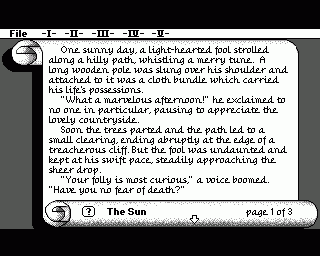 File -I- -II- -III- -IV- -V-
One sunny day, a light-hearted fool strolled
along a hilly path, whistling a merry tune. A
long wooden pole was slung over his shoulder and
attached to it was a cloth bundle which carried
his life's possessions.
"What a marvelous afternoon!" he exclaimed to
no one in particular, pausing to appreciate the
lovely countryside.
Soon the trees parted and the path led to a
small clearing, ending abruptly at the edge of a
treacherous cliff. But the fool was undaunted and
kept at his swift pace, steadily approaching the
sheer drop.
"Your folly is most curious," a voice boomed.
"Have you no fear of death?"
? The Sun page 1 of 3